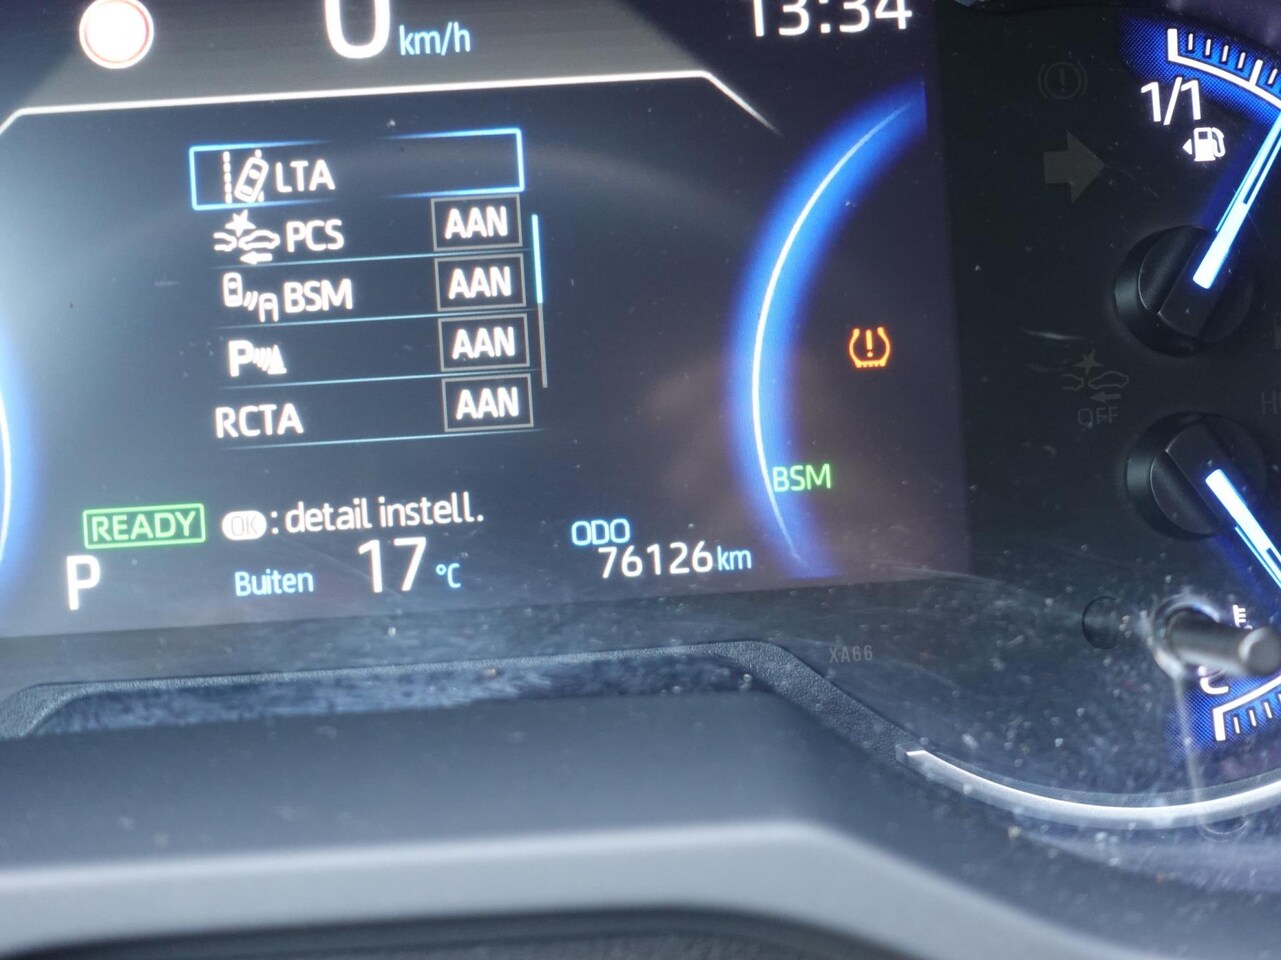 0 km/h
13:34
1/1
LTA
PCS AAN
BSM AAN
P AAN
RCTA AAN
OFF
H
BSM
READY OK : detail instell.
P Buiten 17 °C
ODO
76126 km
XA66
C